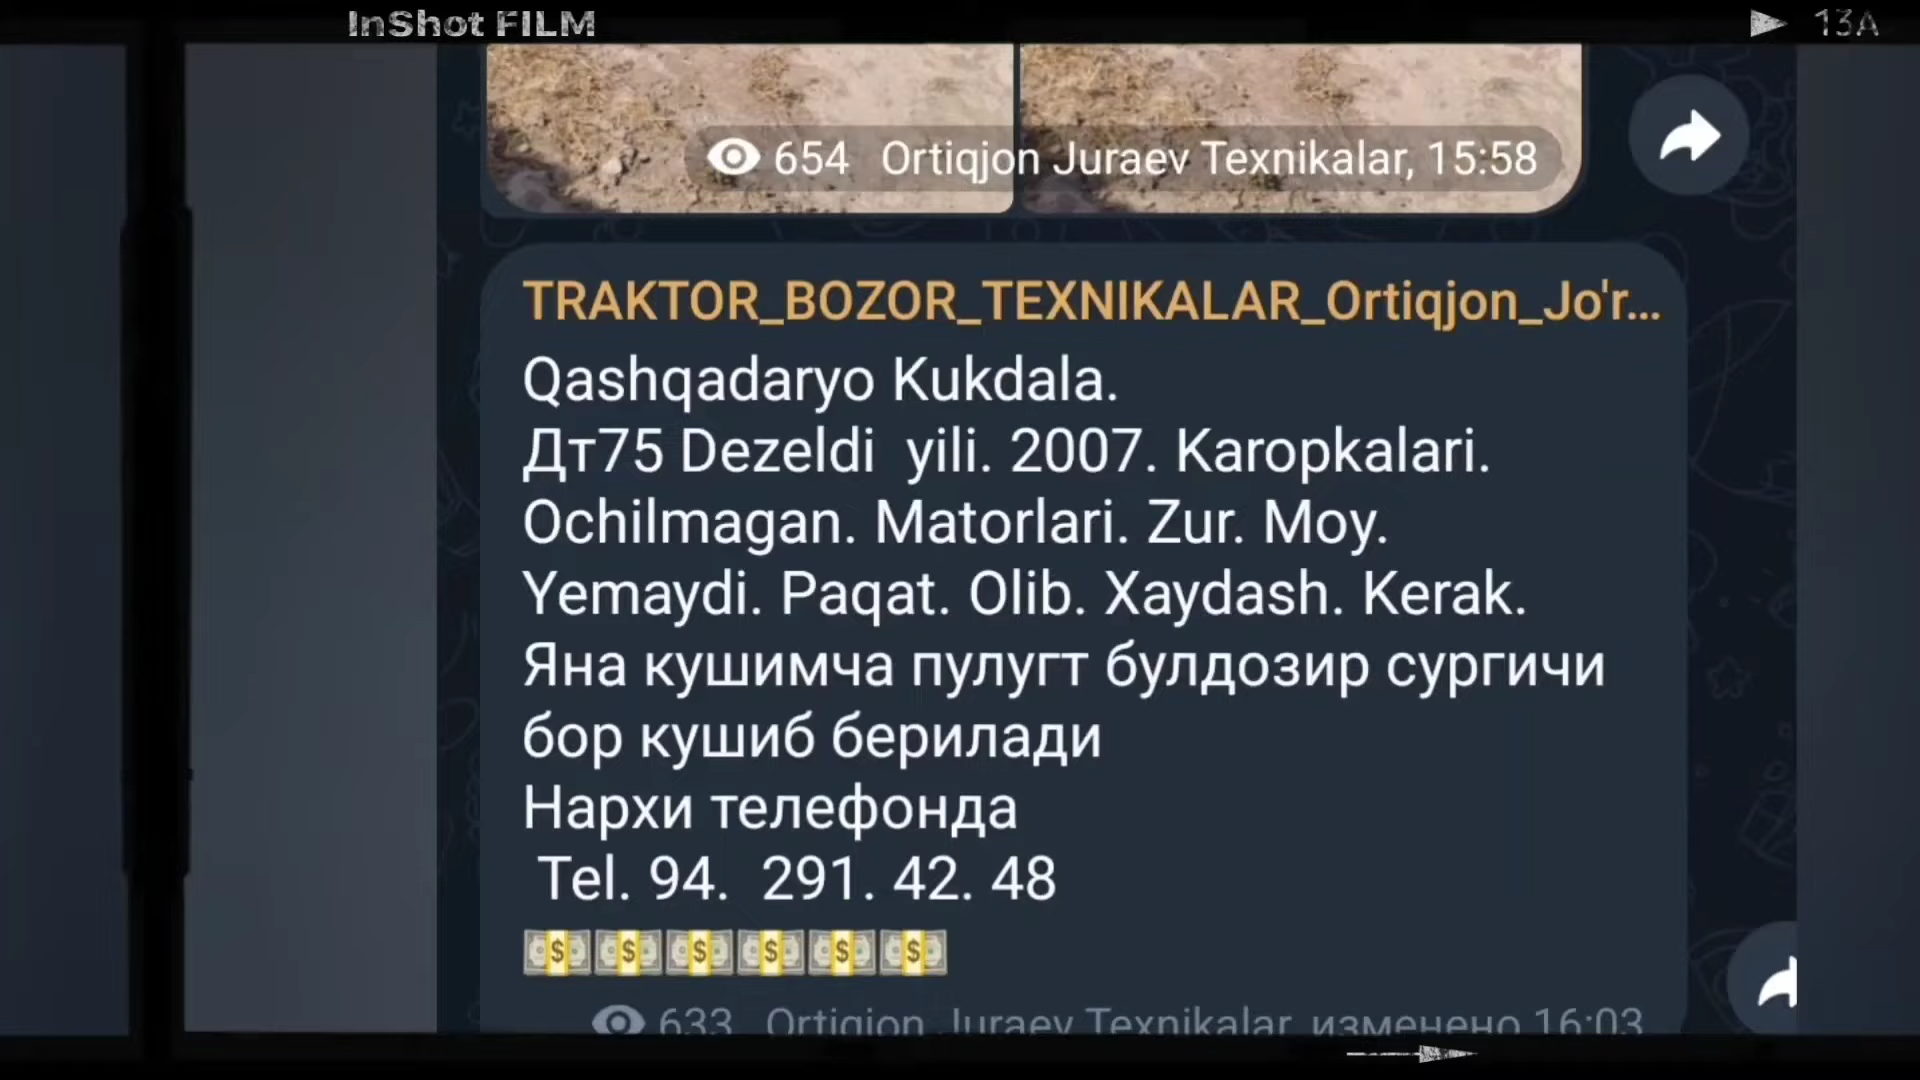 InShot FILM
13A
654 Ortiqjon Juraev Texnikalar, 15:58
TRAKTOR_BOZOR_TEXNIKALAR_Ortiqjon_Jo'r...
Qashqadaryo Kukdala.
Дт75 Dezeldi yili. 2007. Karopkalari.
Ochilmagan. Matorlari. Zur. Moy.
Yemaydi. Paqat. Olib. Xaydash. Kerak.
Яна кушимча пулугт булдозир сургичи
бор кушиб берилади
Нархи телефонда
Tel. 94. 291. 42. 48
633 Ortiqjon Juraev Texnikalar изменено 16:03